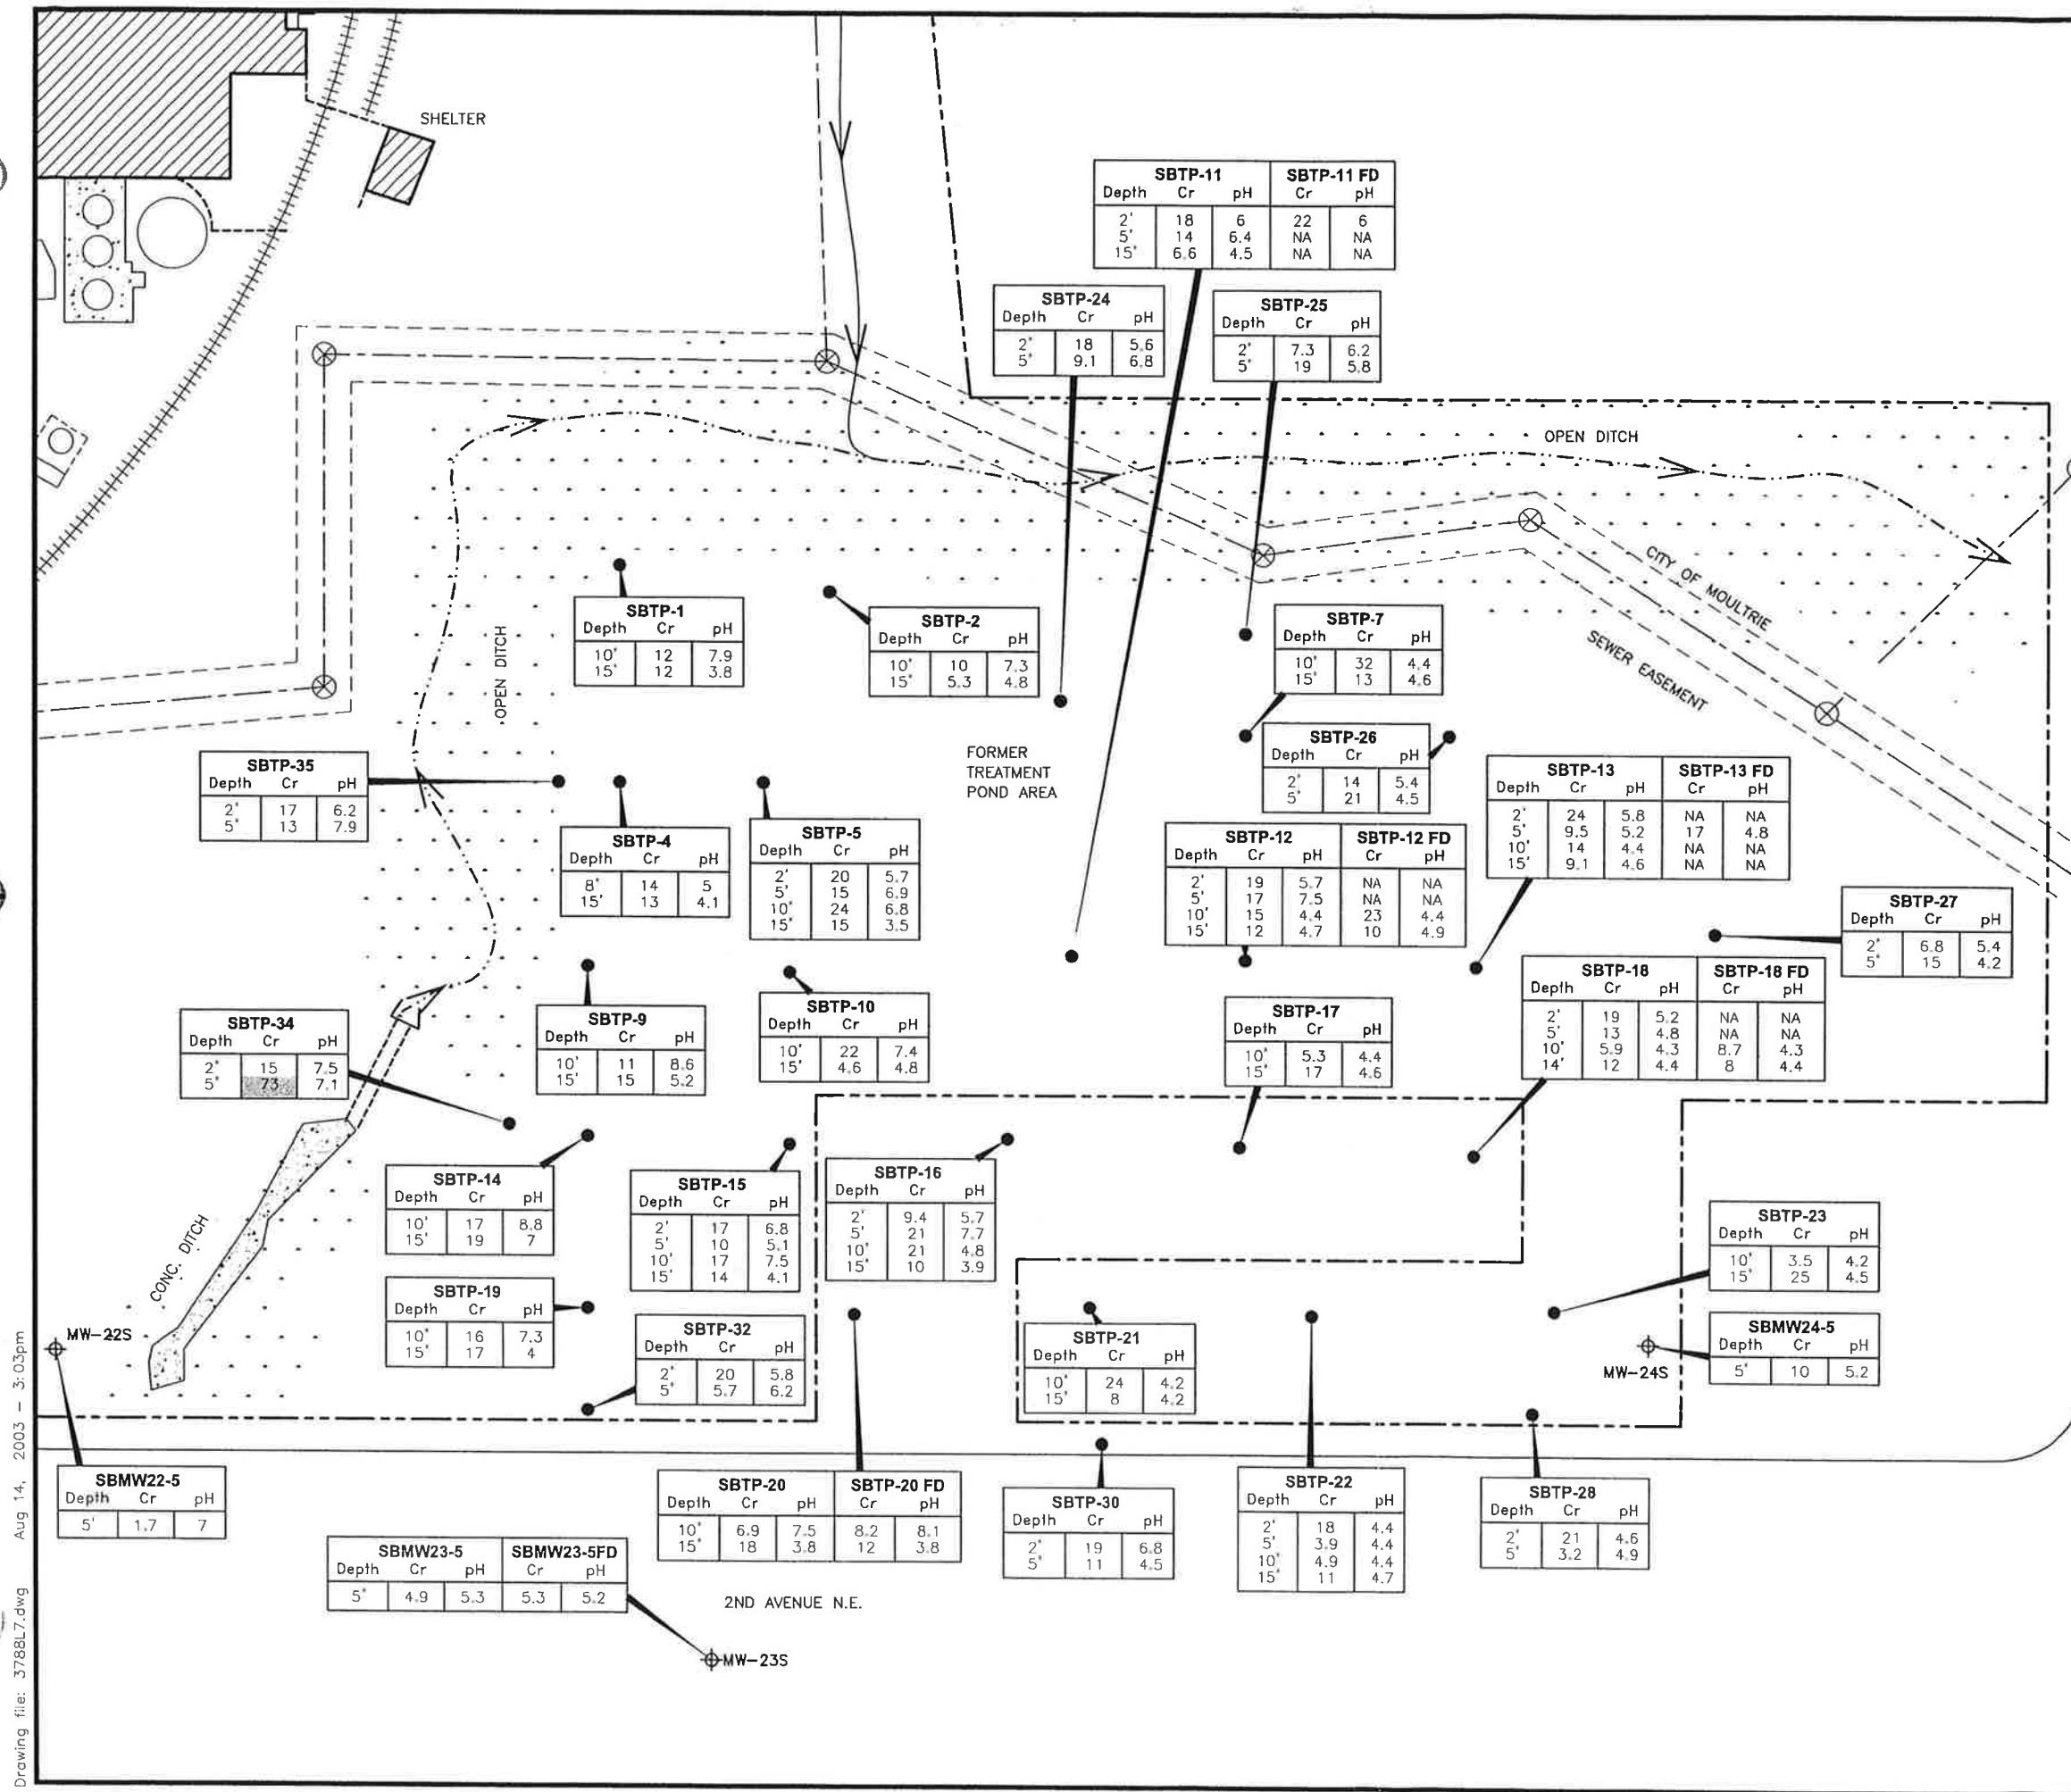 SHELTER
SBTP-11 SBTP-11 FD
Depth Cr pH Cr pH
2' 18 6 22 6
5' 14 6.4 NA NA
15' 6.6 4.5 NA NA
SBTP-24
Depth Cr pH
2' 18 5.6
5' 9.1 6.8
SBTP-25
Depth Cr pH
2' 7.3 6.2
5' 19 5.8
OPEN DITCH
CITY OF MOULTRIE
SEWER EASEMENT
SBTP-1
Depth Cr pH
10' 12 7.9
15' 12 3.8
SBTP-2
Depth Cr pH
10' 10 7.3
15' 5.3 4.8
SBTP-7
Depth Cr pH
10' 32 4.4
15' 13 4.6
OPEN DITCH
FORMER
TREATMENT
POND AREA
SBTP-26
Depth Cr pH
2' 14 5.4
5' 21 4.5
SBTP-35
Depth Cr pH
2' 17 6.2
5' 13 7.9
SBTP-13 SBTP-13 FD
Depth Cr pH Cr pH
2' 24 5.8 NA NA
5' 9.5 5.2 17 4.8
10' 14 4.4 NA NA
15' 9.1 4.6 NA NA
SBTP-4
Depth Cr pH
8' 14 5
15' 13 4.1
SBTP-5
Depth Cr pH
2' 20 5.7
5' 15 6.9
10' 24 6.8
15' 15 3.5
SBTP-12 SBTP-12 FD
Depth Cr pH Cr pH
2' 19 5.7 NA NA
5' 17 7.5 NA NA
10' 15 4.4 23 4.4
15' 12 4.7 10 4.9
SBTP-27
Depth Cr pH
2' 6.8 5.4
5' 15 4.2
SBTP-34
Depth Cr pH
2' 15 7.5
5' 73 7.1
SBTP-9
Depth Cr pH
10' 11 8.6
15' 15 5.2
SBTP-10
Depth Cr pH
10' 22 7.4
15' 4.6 4.8
SBTP-17
Depth Cr pH
10' 5.3 4.4
15' 17 4.6
SBTP-18 SBTP-18 FD
Depth Cr pH Cr pH
2' 19 5.2 NA NA
5' 13 4.8 NA NA
10' 5.9 4.3 8.7 4.3
14' 12 4.4 8 4.4
CONC. DITCH
SBTP-14
Depth Cr pH
10' 17 8.8
15' 19 7
SBTP-15
Depth Cr pH
2' 17 6.8
5' 10 5.1
10' 17 7.5
15' 14 4.1
SBTP-16
Depth Cr pH
2' 9.4 5.7
5' 21 7.7
10' 21 4.8
15' 10 3.9
SBTP-23
Depth Cr pH
10' 3.5 4.2
15' 25 4.5
SBTP-19
Depth Cr pH
10' 16 7.3
15' 17 4
SBTP-32
Depth Cr pH
2' 20 5.8
5' 5.7 6.2
SBTP-21
Depth Cr pH
10' 24 4.2
15' 8 4.2
SBMW24-5
Depth Cr pH
5' 10 5.2
MW-22S
MW-24S
SBMW22-5
Depth Cr pH
5' 1.7 7
SBTP-20 SBTP-20 FD
Depth Cr pH Cr pH
10' 6.9 7.5 8.2 8.1
15' 18 3.8 12 3.8
SBTP-30
Depth Cr pH
2' 19 6.8
5' 11 4.5
SBTP-22
Depth Cr pH
2' 18 4.4
5' 3.9 4.4
10' 4.9 4.4
15' 11 4.7
SBTP-28
Depth Cr pH
2' 21 4.6
5' 3.2 4.9
SBMW23-5 SBMW23-5FD
Depth Cr pH Cr pH
5' 4.9 5.3 5.3 5.2
2ND AVENUE N.E.
MW-23S
Drawing file: 3788L7.dwg Aug 14, 2003 - 3:03pm